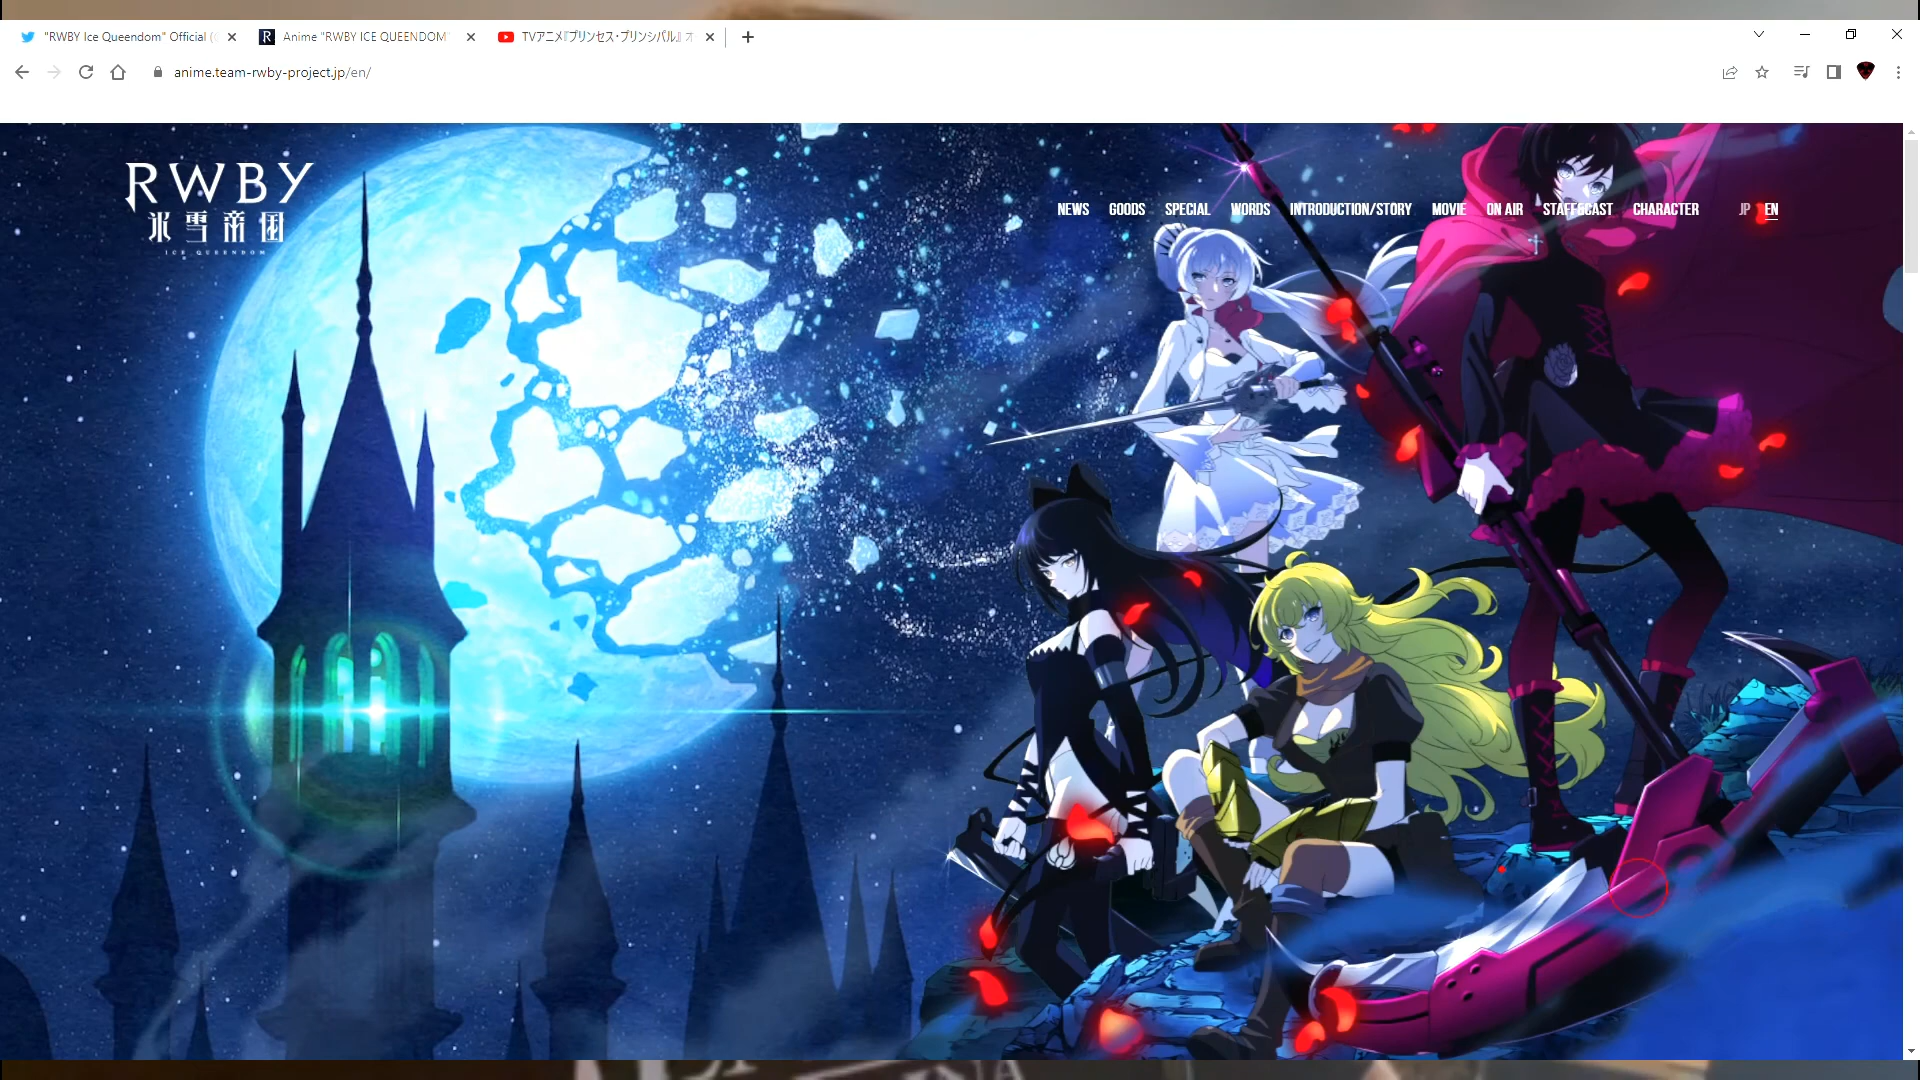 "RWBY Ice Queendom" Official (
Anime "RWBY ICE QUEENDOM"
TVアニメ『プリンセス・プリンシパル』 オ
anime.team-rwby-project.jp/en/
RWBY
氷雪帝国
ICE QUEENDOM
NEWS GOODS SPECIAL WORDS INTRODUCTION/STORY MOVIE ON AIR STAFF&CAST CHARACTER JP EN